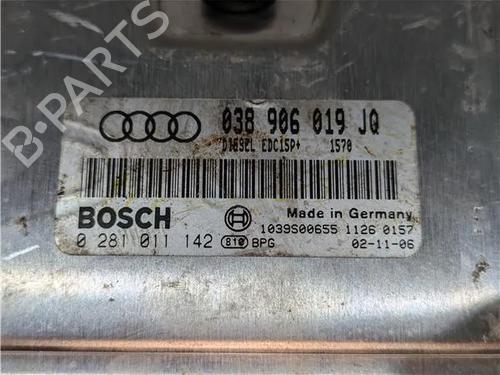 B-PARTS
038 906 019 JQ
DIESEL EDC15P+ 1570
BOSCH
Made in Germany
1039S00655 1126 0157
0 281 011 142 B10 BPG 02-11-06